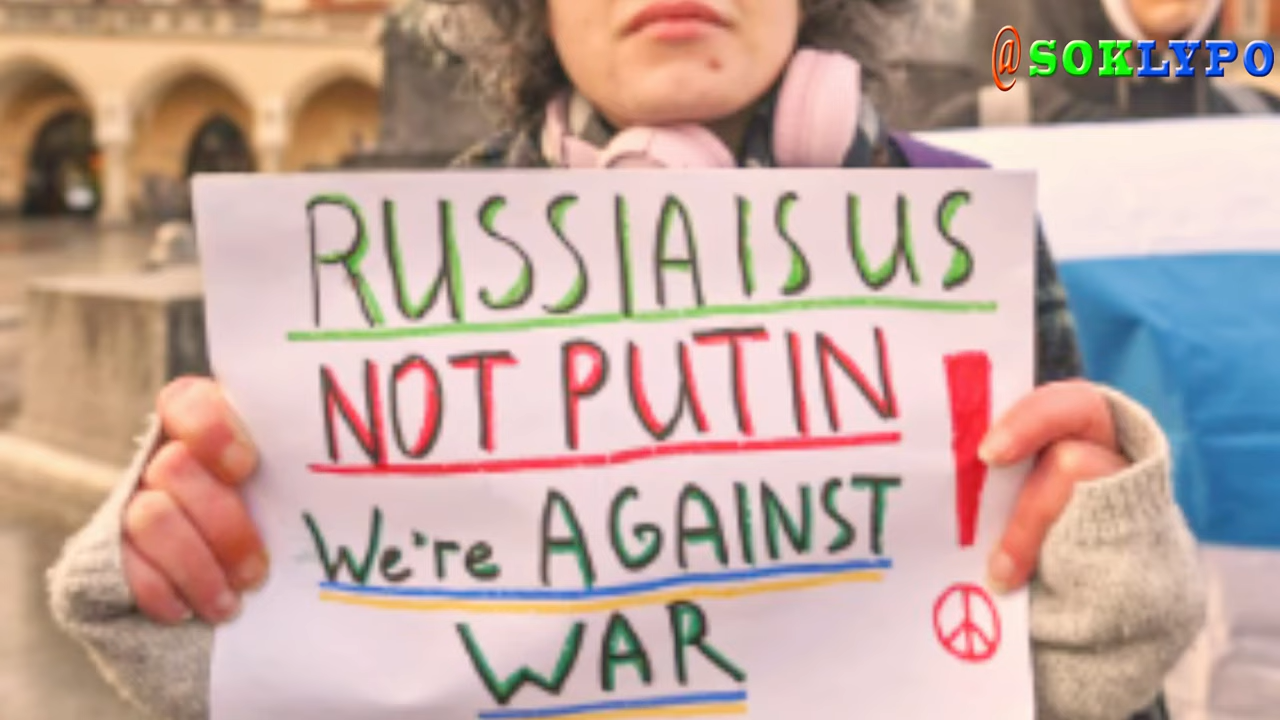 @SOKLYPO
RUSSIA IS US
NOT PUTIN
We're AGAINST
WAR
!